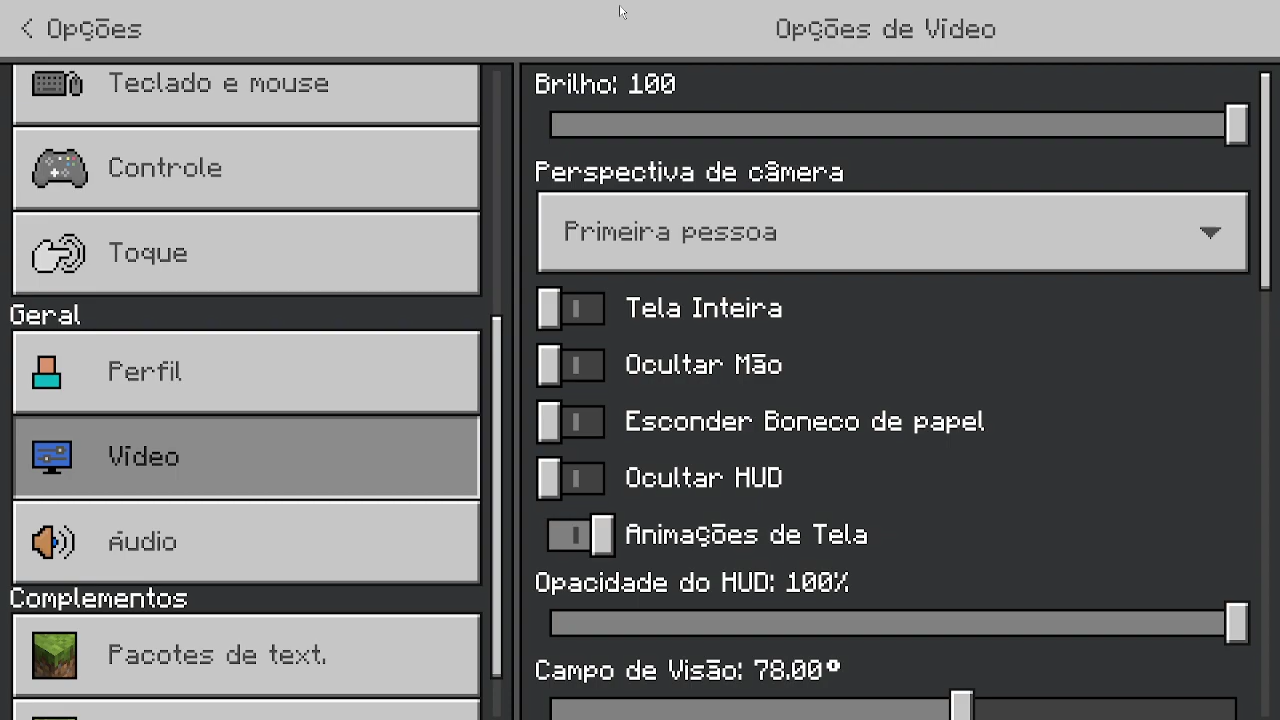 Opções
Opções de Vídeo
Teclado e mouse
Controle
Toque
Geral
Perfil
Vídeo
Áudio
Complementos
Pacotes de text.
Brilho: 100
Perspectiva de câmera
Primeira pessoa
Tela Inteira
Ocultar Mão
Esconder Boneco de papel
Ocultar HUD
Animações de Tela
Opacidade do HUD: 100%
Campo de Visão: 78.00°